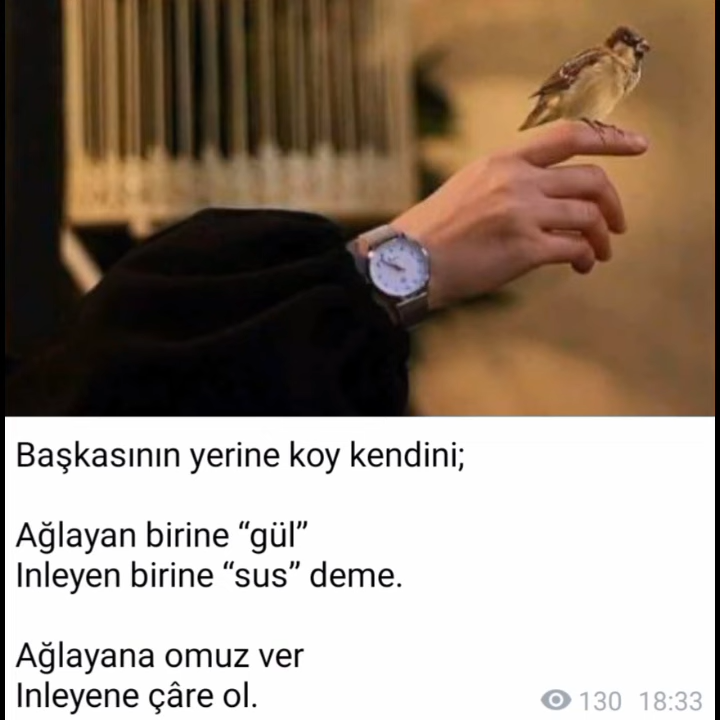 Başkasının yerine koy kendini;
Ağlayan birine “gül”
Inleyen birine “sus” deme.
Ağlayana omuz ver
Inleyene çâre ol.
130 18:33